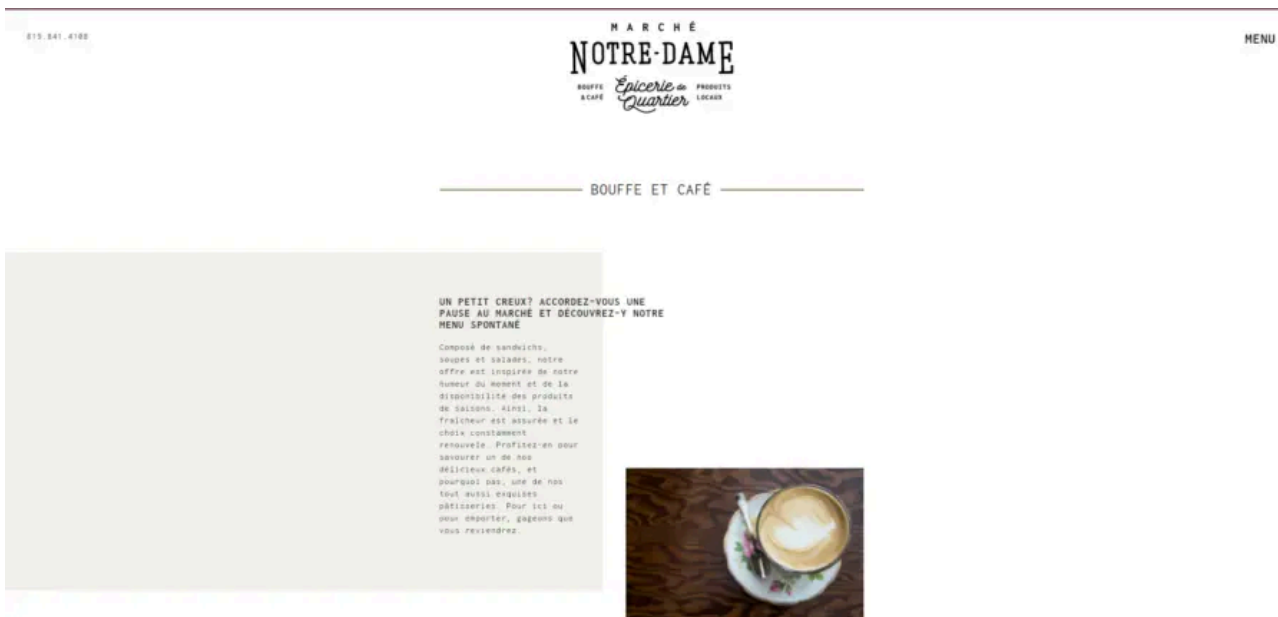 819.841.4100
MENU
MARCHÉ
NOTRE-DAME
BOUFFE
& CAFÉ
Épicerie de
Quartier
PRODUITS
LOCAUX
BOUFFE ET CAFÉ
UN PETIT CREUX? ACCORDEZ-VOUS UNE
PAUSE AU MARCHÉ ET DÉCOUVREZ-Y NOTRE
MENU SPONTANÉ
Composé de sandwichs,
soupes et salades, notre
offre est inspirée de notre
humeur du moment et de la
disponibilité des produits
de saisons. Ainsi, la
fraîcheur est assurée et le
choix constamment
renouvelé. Profitez-en pour
savourer un de nos
délicieux cafés, et
pourquoi pas, une de nos
tout aussi exquises
pâtisseries. Pour ici ou
pour emporter, gageons que
vous reviendrez.